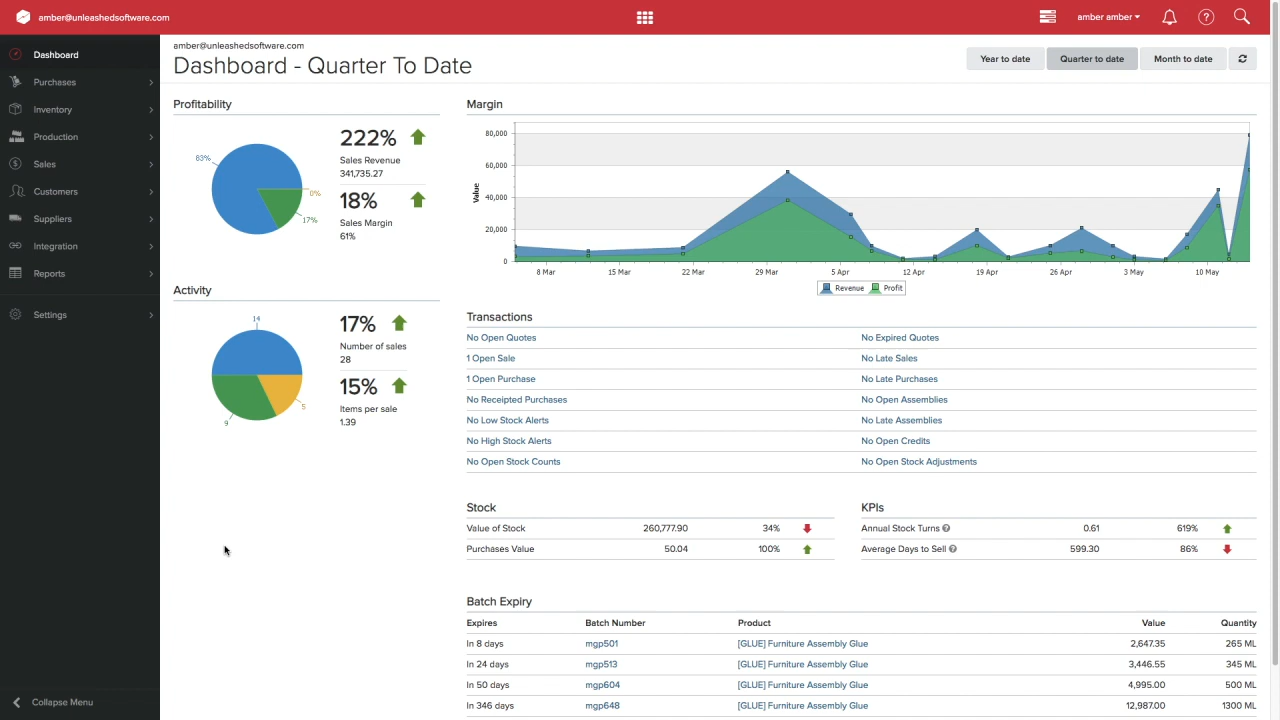 amber@unleashedsoftware.com
amber amber
Dashboard
Purchases
Inventory
Production
Sales
Customers
Suppliers
Integration
Reports
Settings
Collapse Menu
amber@unleashedsoftware.com
Dashboard - Quarter To Date
Year to date
Quarter to date
Month to date
Profitability
83%
0%
17%
222%
Sales Revenue
341,735.27
18%
Sales Margin
61%
Activity
14
5
9
17%
Number of sales
28
15%
Items per sale
1.39
Margin
Value
80,000
60,000
40,000
20,000
0
8 Mar 15 Mar 22 Mar 29 Mar 5 Apr 12 Apr 19 Apr 26 Apr 3 May 10 May
Revenue Profit
Transactions
No Open Quotes No Expired Quotes
1 Open Sale No Late Sales
1 Open Purchase No Late Purchases
No Receipted Purchases No Open Assemblies
No Low Stock Alerts No Late Assemblies
No High Stock Alerts No Open Credits
No Open Stock Counts No Open Stock Adjustments
Stock
Value of Stock 260,777.90 34%
Purchases Value 50.04 100%
KPIs
Annual Stock Turns ? 0.61 619%
Average Days to Sell ? 599.30 86%
Batch Expiry
Expires Batch Number Product Value Quantity
In 8 days mgp501 [GLUE] Furniture Assembly Glue 2,647.35 265 ML
In 24 days mgp513 [GLUE] Furniture Assembly Glue 3,446.55 345 ML
In 50 days mgp604 [GLUE] Furniture Assembly Glue 4,995.00 500 ML
In 346 days mgp648 [GLUE] Furniture Assembly Glue 12,987.00 1300 ML